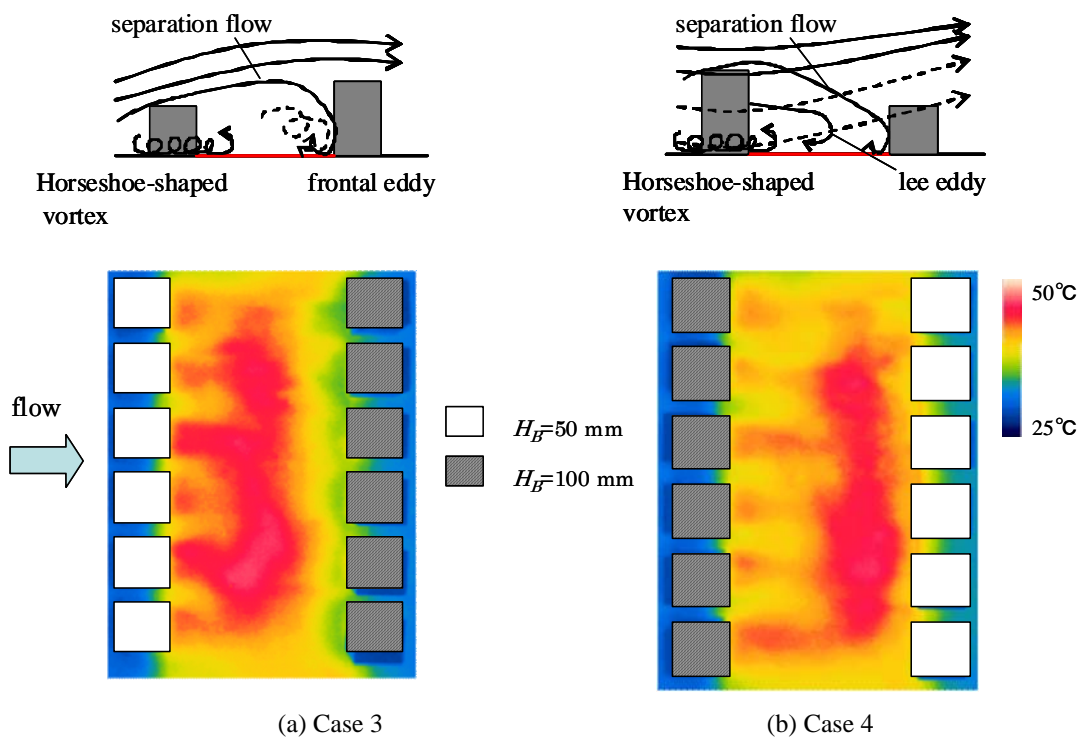 separation flow
Horseshoe-shaped
vortex
frontal eddy
separation flow
Horseshoe-shaped
vortex
lee eddy
flow
H_B=50 mm
H_B=100 mm
50℃
25℃
(a) Case 3
(b) Case 4